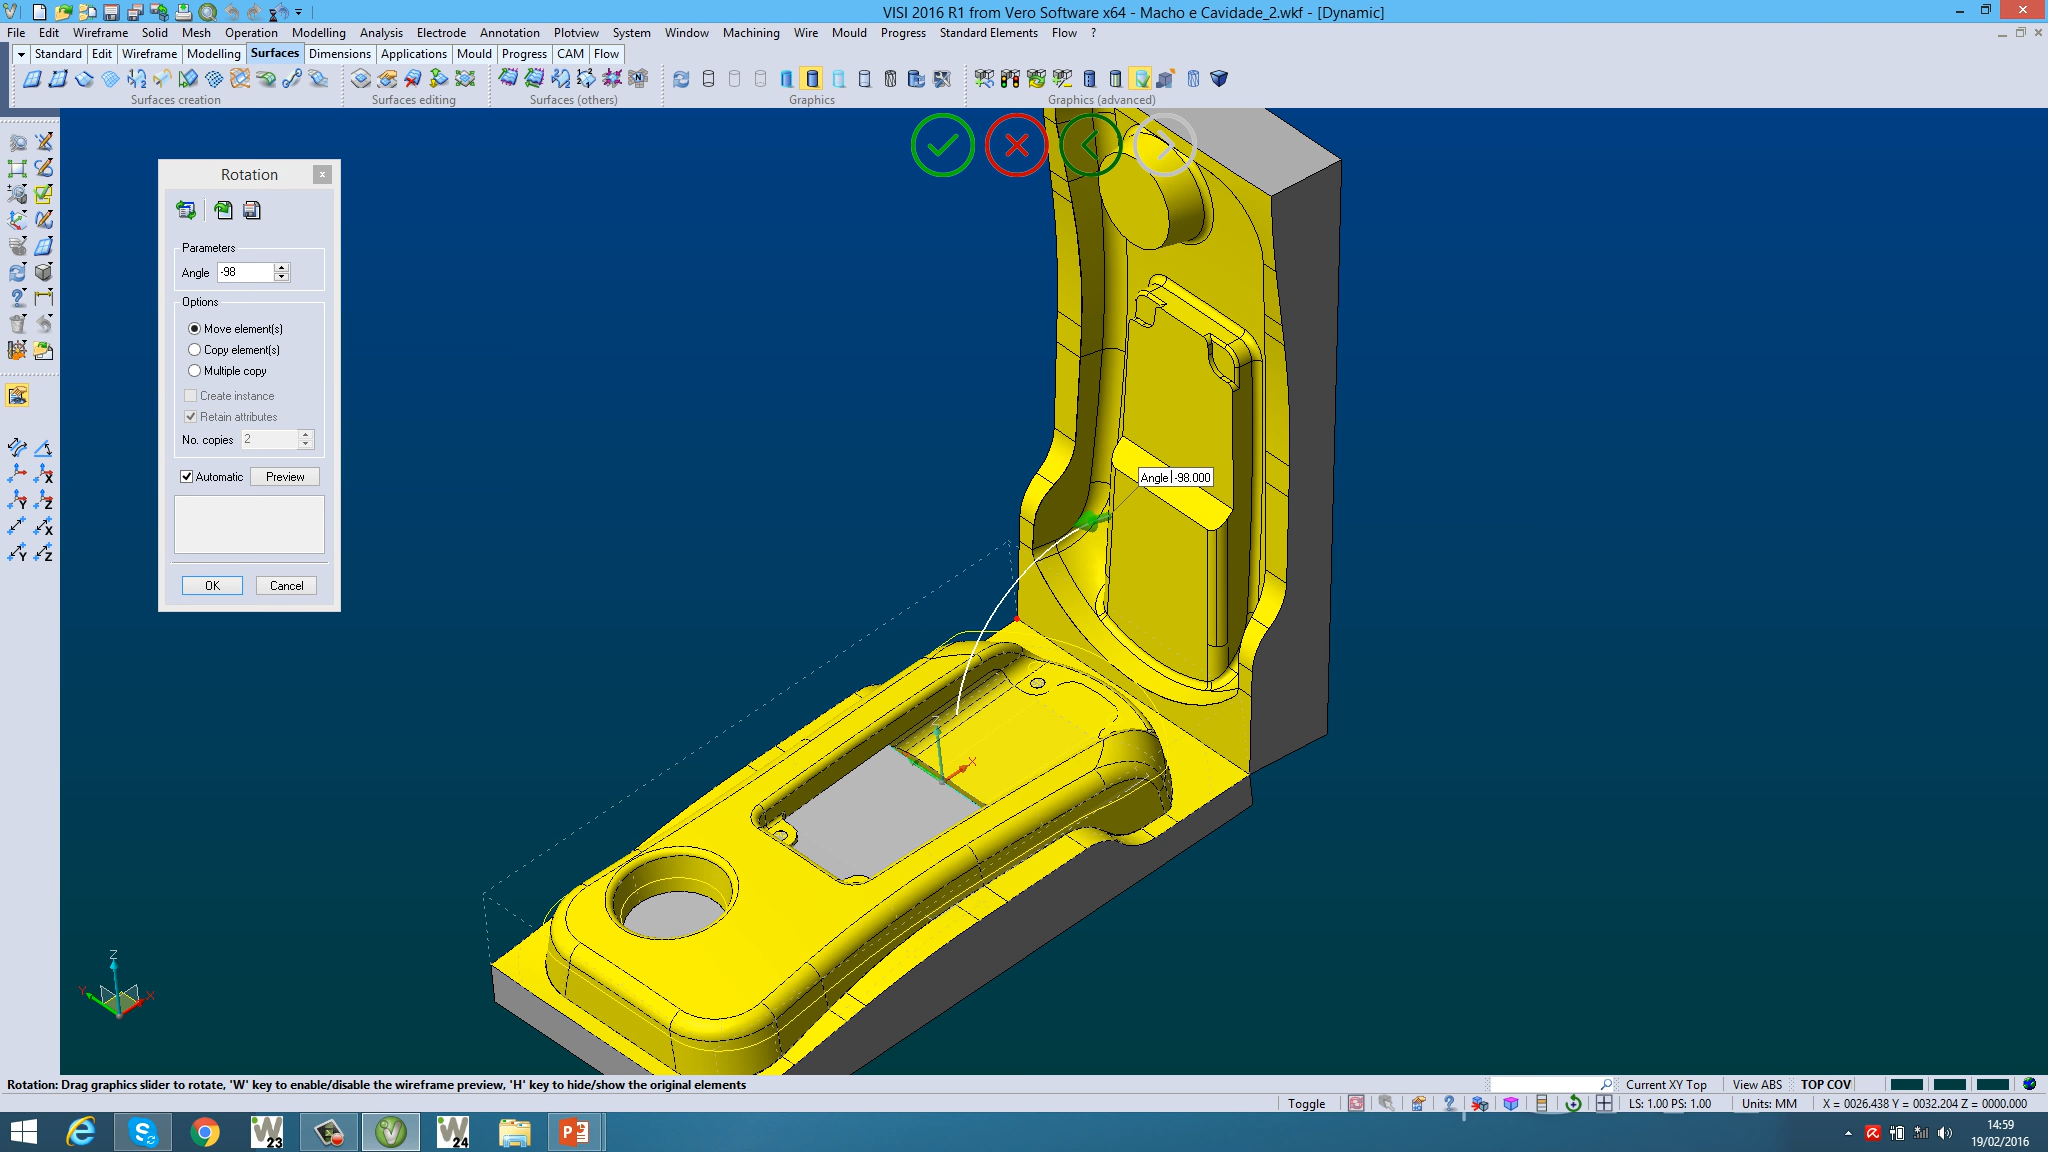 VISI 2016 R1 from Vero Software x64 - Macho e Cavidade_2.wkf - [Dynamic]
File Edit Wireframe Solid Mesh Operation Modelling Analysis Electrode Annotation Plotview System Window Machining Wire Mould Progress Standard Elements Flow ?
Standard Edit Wireframe Modelling Surfaces Dimensions Applications Mould Progress CAM Flow
Surfaces creation Surfaces editing Surfaces (others) Graphics Graphics (advanced)
Rotation
Parameters
Angle -98
Options
Move element(s)
Copy element(s)
Multiple copy
Create instance
Retain attributes
No. copies 2
Automatic Preview
OK Cancel
Angle -98.000
Z
X
Z
Y
X
X
Y Z
X
Y Z
Rotation: Drag graphics slider to rotate, 'W' key to enable/disable the wireframe preview, 'H' key to hide/show the original elements
Current XY Top View ABS TOP COV
Toggle LS: 1.00 PS: 1.00 Units: MM X = 0026.438 Y = 0032.204 Z = 0000.000
23
24
14:59
19/02/2016